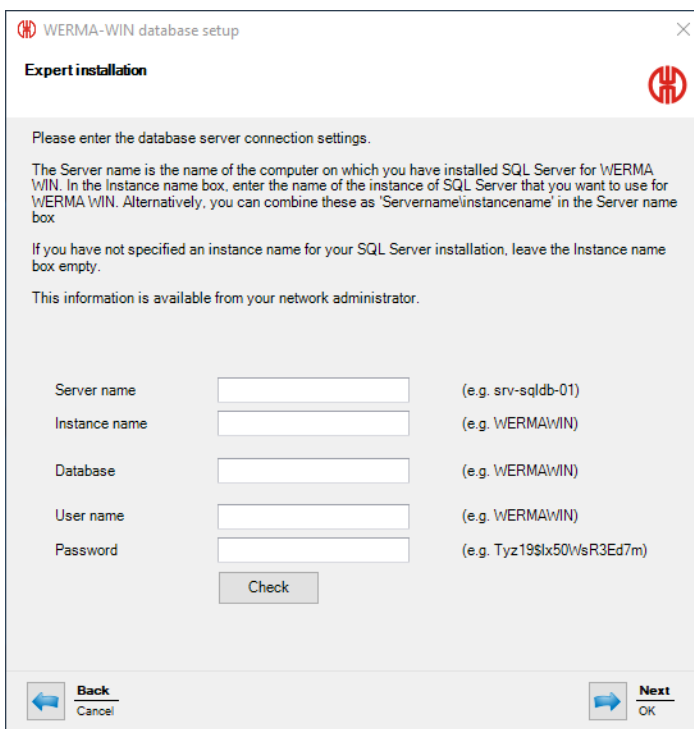 WERMA-WIN database setup
Expert installation
Please enter the database server connection settings.
The Server name is the name of the computer on which you have installed SQL Server for WERMA
WIN. In the Instance name box, enter the name of the instance of SQL Server that you want to use for
WERMA WIN. Alternatively, you can combine these as 'Servername\instancename' in the Server name
box
If you have not specified an instance name for your SQL Server installation, leave the Instance name
box empty.
This information is available from your network administrator.
Server name (e.g. srv-sqldb-01)
Instance name (e.g. WERMAWIN)
Database (e.g. WERMAWIN)
User name (e.g. WERMAWIN)
Password (e.g. Tyz19$Ix50WsR3Ed7m)
Check
Back Next
Cancel OK